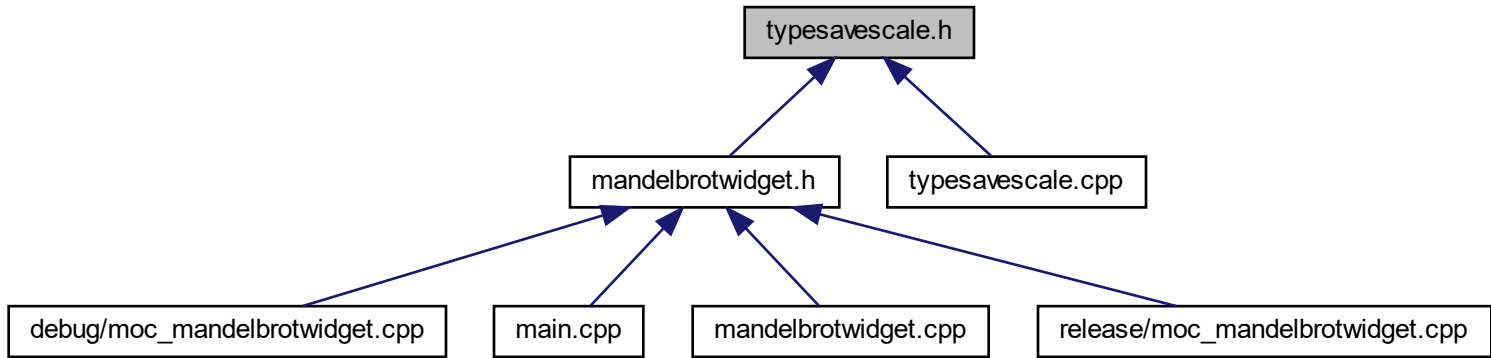 typesavescale.h
mandelbrotwidget.h
typesavescale.cpp
debug/moc_mandelbrotwidget.cpp
main.cpp
mandelbrotwidget.cpp
release/moc_mandelbrotwidget.cpp